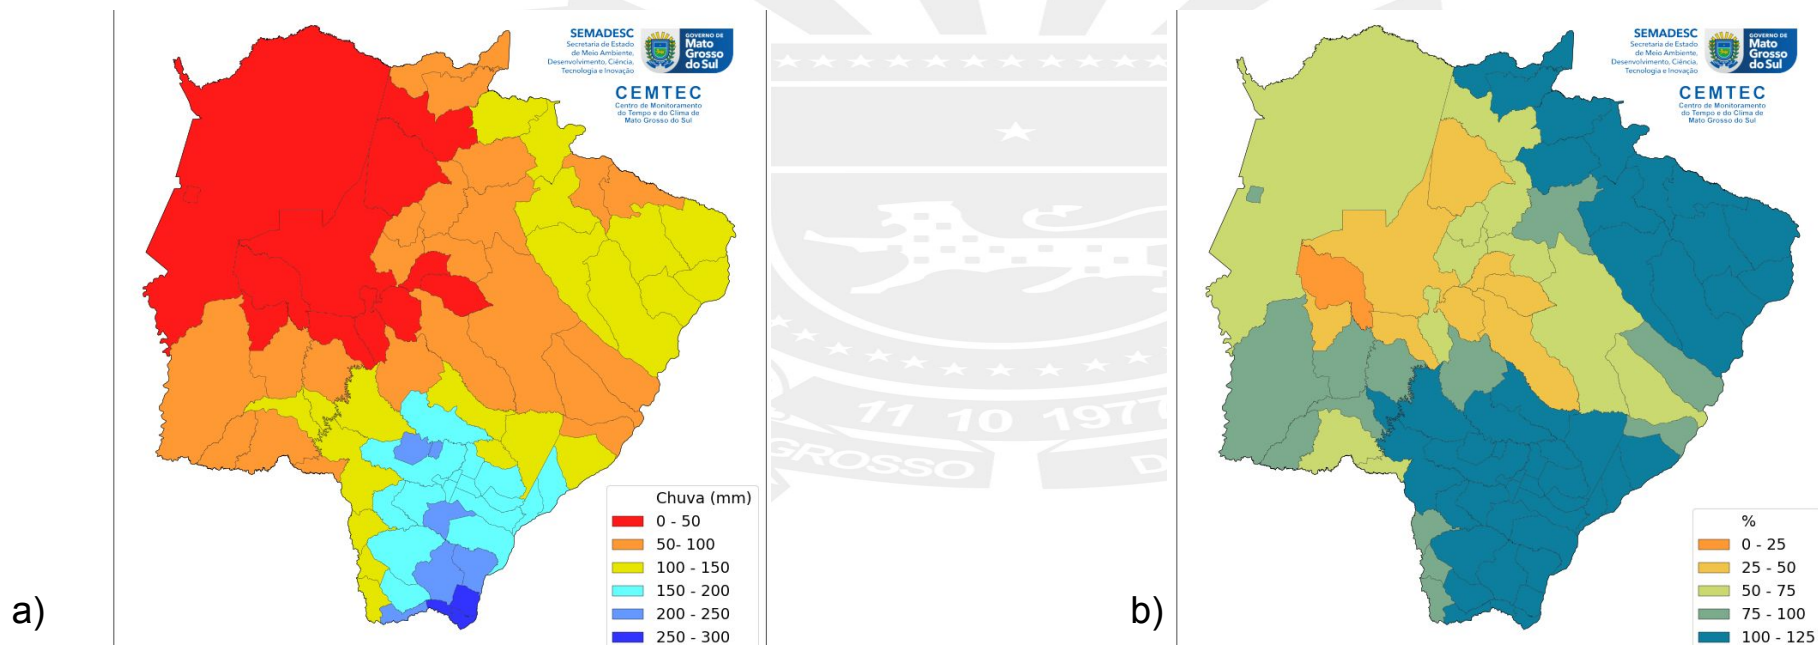 SEMADESC
Secretaria de Estado
de Meio Ambiente,
Desenvolvimento, Ciência,
Tecnologia e Inovação
GOVERNO DE
Mato
Grosso
do Sul
CEMTEC
Centro de Monitoramento
do Tempo e do Clima de
Mato Grosso do Sul
Chuva (mm)
0 - 50
50- 100
100 - 150
150 - 200
200 - 250
250 - 300
a)
11 10 1977
GROSSO
D
SEMADESC
Secretaria de Estado
de Meio Ambiente,
Desenvolvimento, Ciência,
Tecnologia e Inovação
GOVERNO DE
Mato
Grosso
do Sul
CEMTEC
Centro de Monitoramento
do Tempo e do Clima de
Mato Grosso do Sul
%
0 - 25
25 - 50
50 - 75
75 - 100
100 - 125
b)